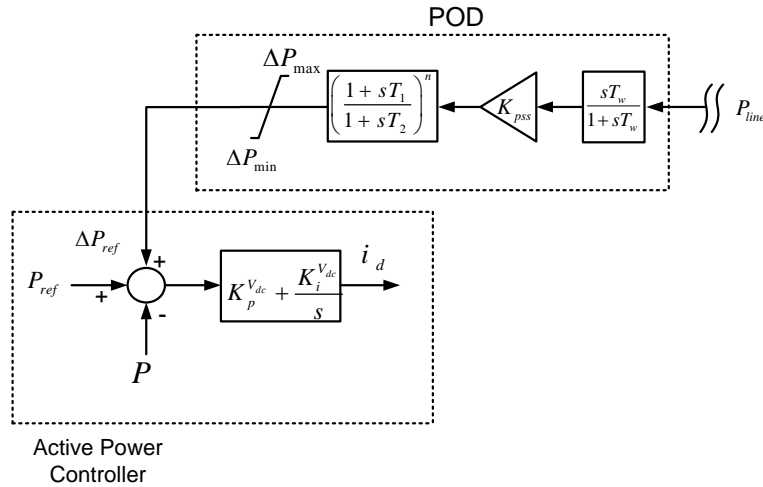 POD
ΔP_max
ΔP_min
((1 + sT_1)/(1 + sT_2))^n
K_pss
sT_w/(1 + sT_w)
P_line
ΔP_ref
P_ref
+
+
-
P
K_p^{V_dc} + K_i^{V_dc}/s
i_d
Active Power
Controller